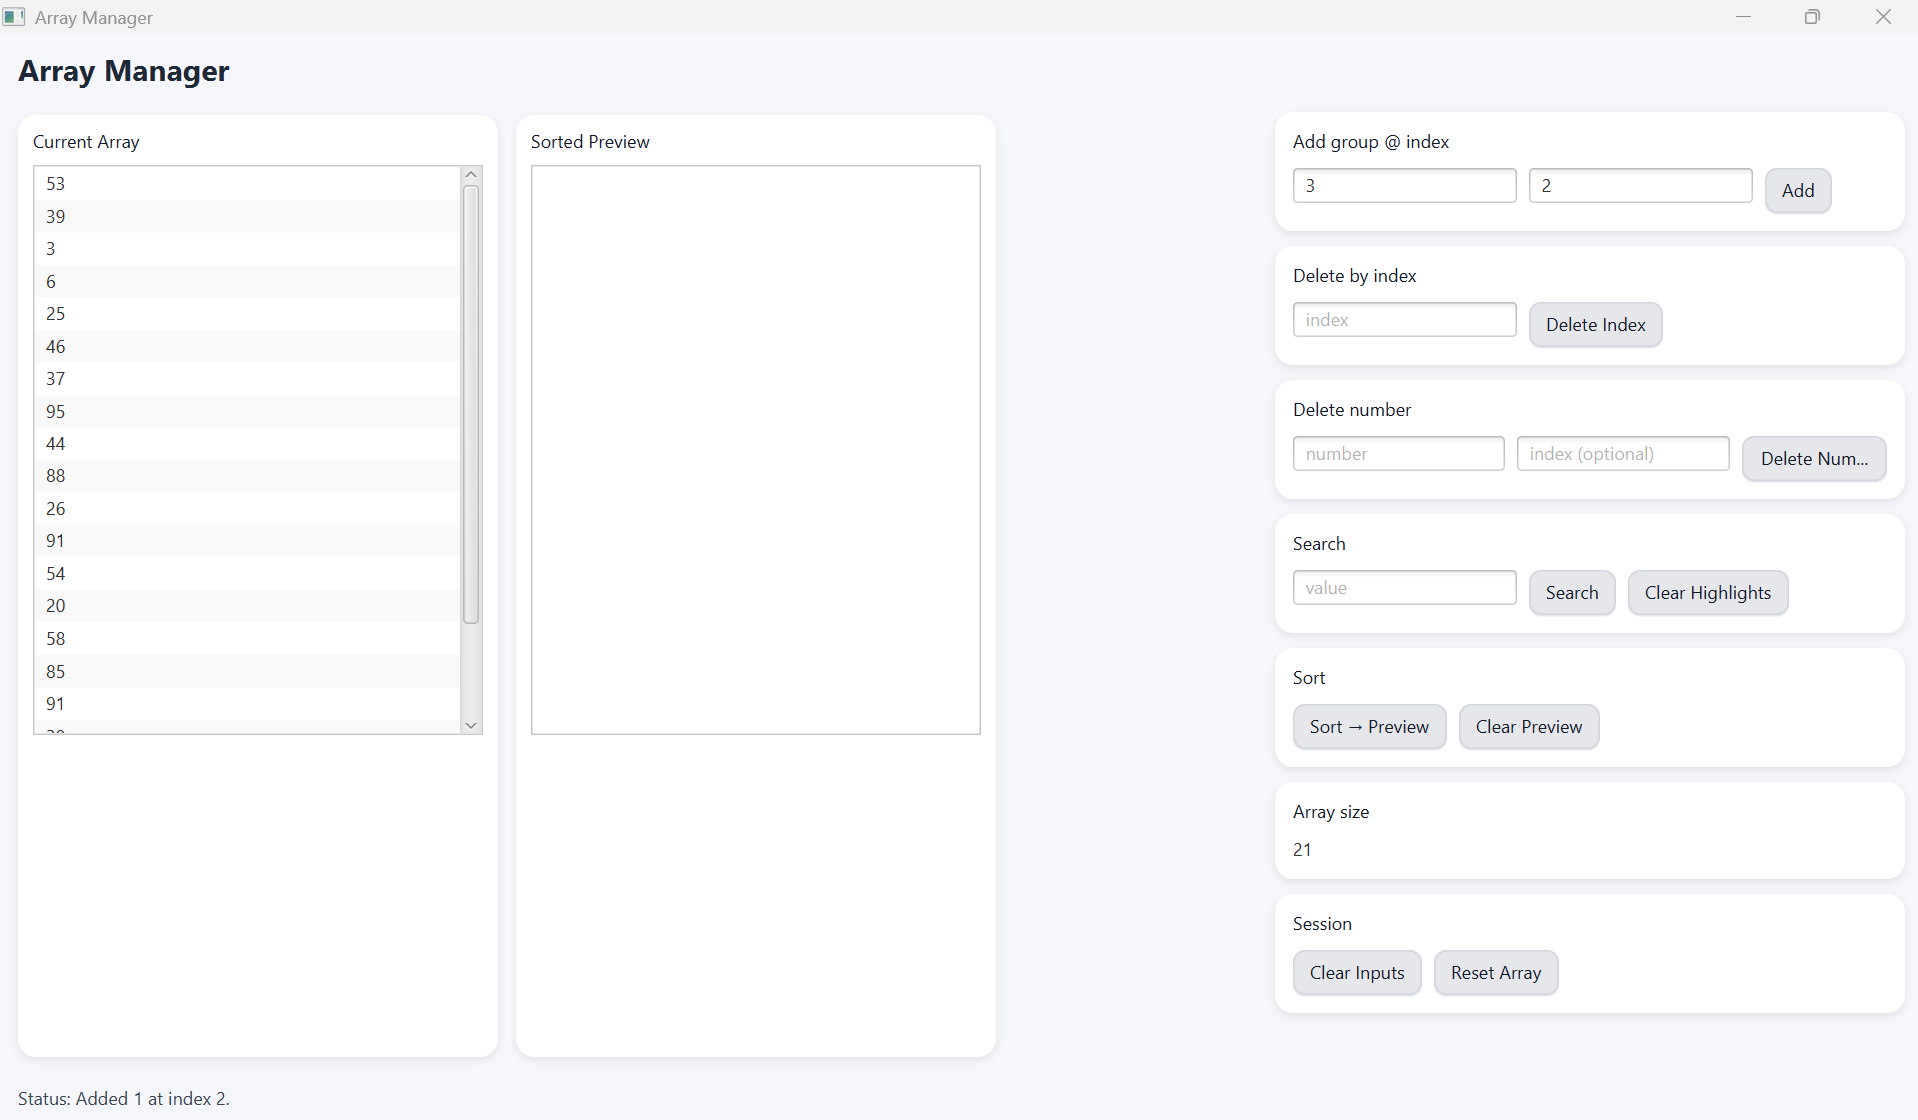 Array Manager
Array Manager
Current Array
53
39
3
6
25
46
37
95
44
88
26
91
54
20
58
85
91
Sorted Preview
Add group @ index
3 2 Add
Delete by index
index Delete Index
Delete number
number index (optional) Delete Num...
Search
value Search Clear Highlights
Sort
Sort → Preview Clear Preview
Array size
21
Session
Clear Inputs Reset Array
Status: Added 1 at index 2.